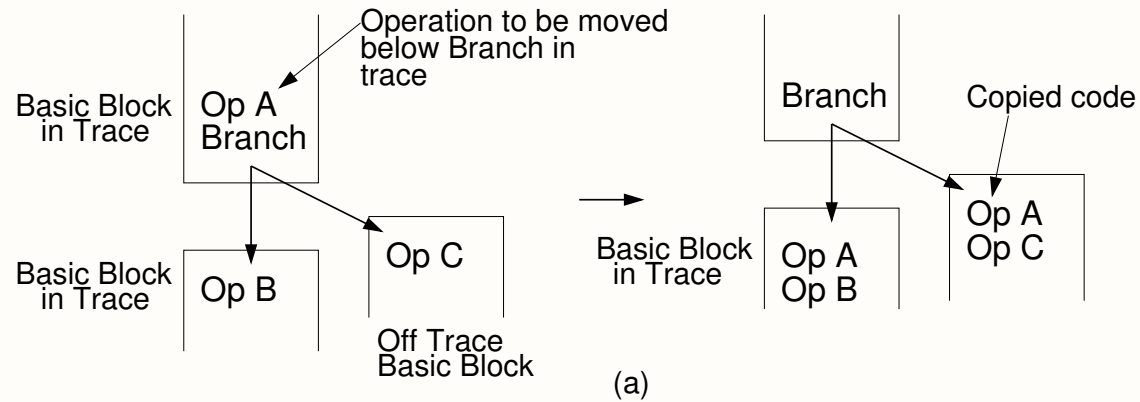 Operation to be moved
below Branch in
trace
Basic Block
in Trace
Op A
Branch
Basic Block
in Trace
Op B
Op C
Off Trace
Basic Block
Branch
Copied code
Basic Block
in Trace
Op A
Op B
Op A
Op C
(a)